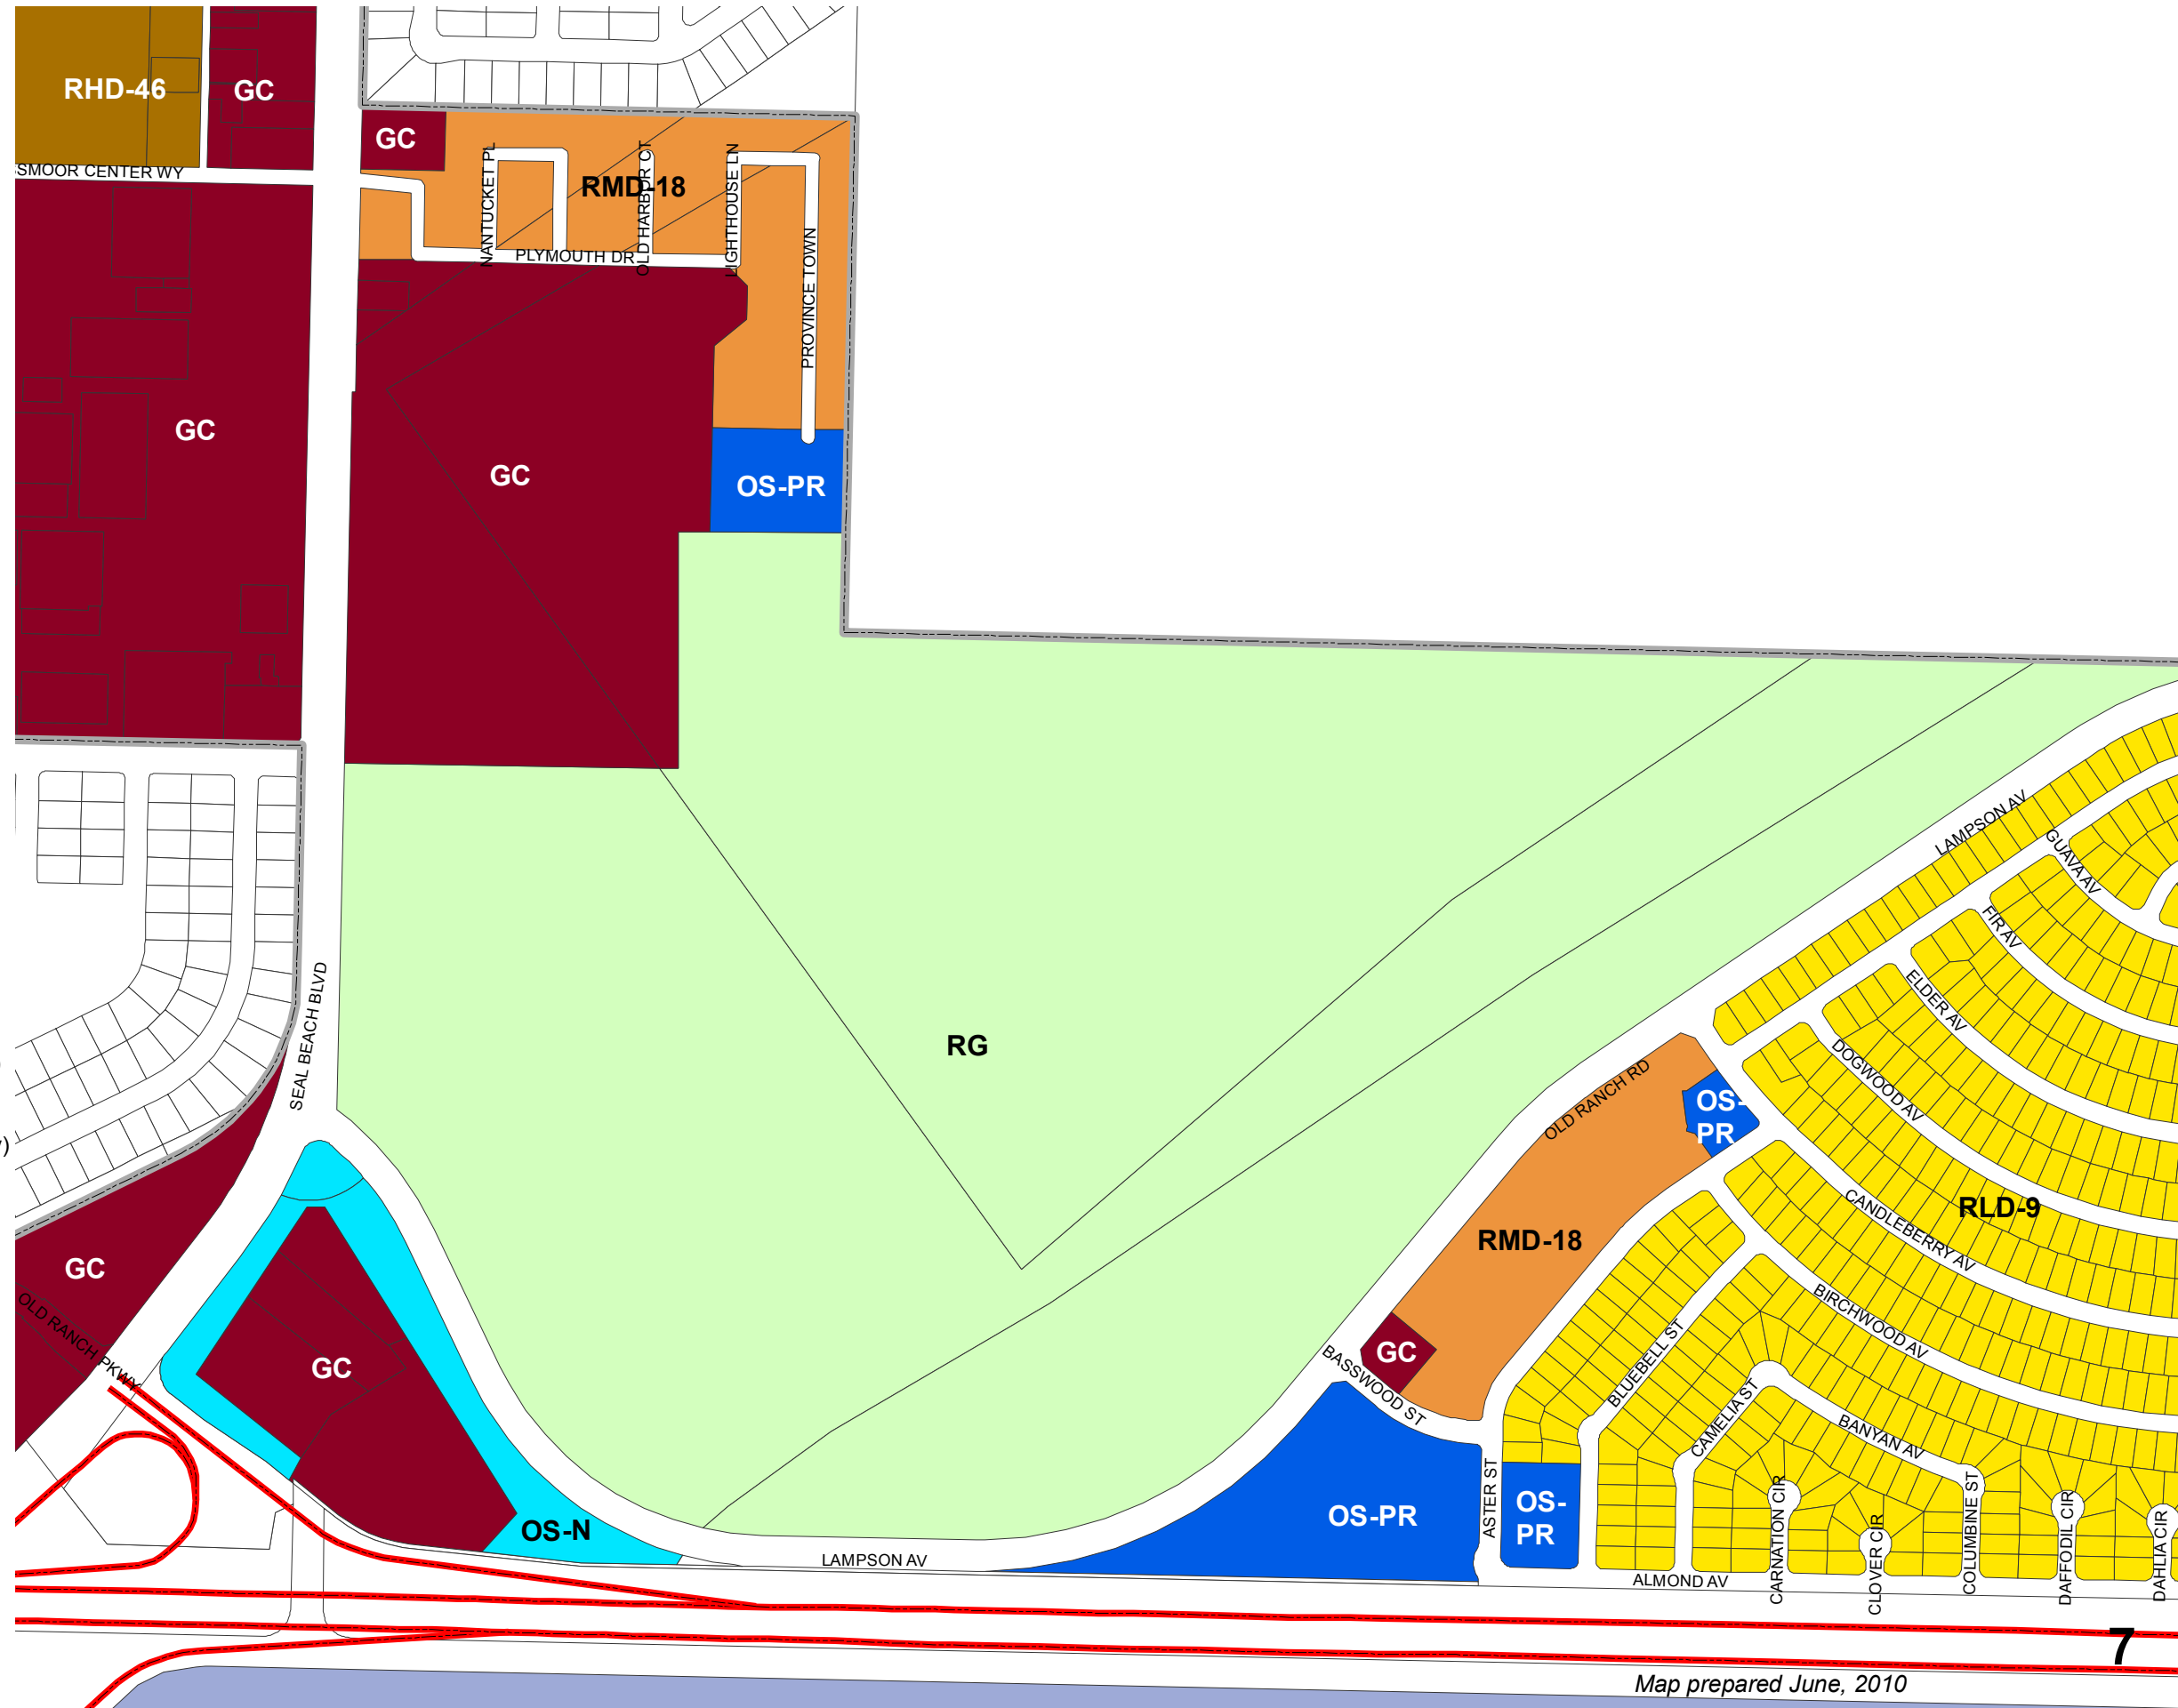 RHD-46
GC
GC
SMOOR CENTER WY
NANTUCKET PL
RMD-18
OLD HARBOR CT
LIGHTHOUSE LN
PLYMOUTH DR
PROVINCE TOWN
GC
GC
OS-PR
LAMPSON AV
GUAVA AV
FIR AV
ELDER AV
SEAL BEACH BLVD
RG
DOGWOOD AV
OLD RANCH RD
OS-
PR
RLD-9
CANDLEBERRY AV
RMD-18
GC
OLD RANCH PKWY
GC
BIRCHWOOD AV
GC
BASSWOOD ST
BLUEBELL ST
CAMELIA ST
BANYAN AV
OS-PR
ASTER ST
OS-
PR
CARNATION CIR
CLOVER CIR
COLUMBINE ST
DAFFODIL CIR
DAHLIA CIR
OS-N
LAMPSON AV
ALMOND AV
7
Map prepared June, 2010